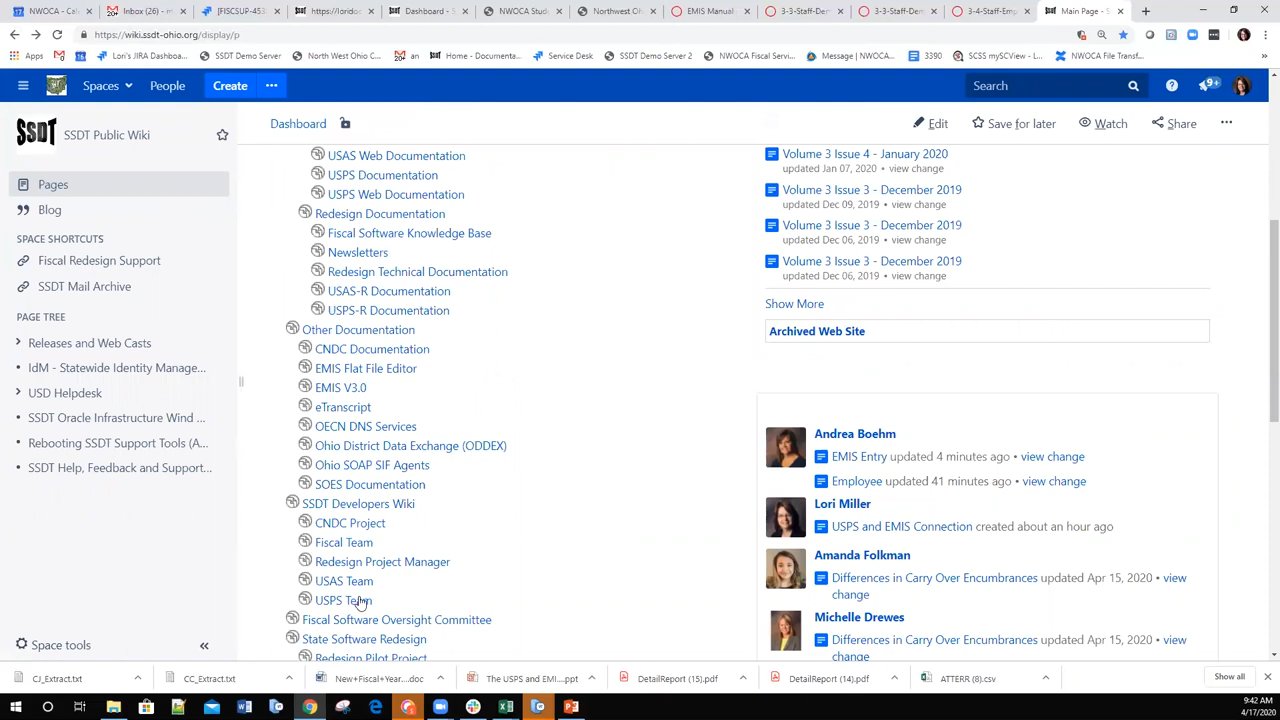 NWOCA - Cal
Inbox (26) - m
[FISCSUP-453
https://loridoc
Dashboard - S
NWOCA Stud
Northwest Ohi
EMIS Manual
3-3-Staff-Dem
3-3-Staff-Dem
3-4-Staff-Emp
Main Page - S
https://wiki.ssdt-ohio.org/display/p
Apps
Lori's JIRA Dashboa...
SSDT Demo Server
North West Ohio C...
an
Home - Documenta...
Service Desk
SSDT Demo Server 2
NWOCA Fiscal Servi...
Message | NWOCA...
3390
SCSS mySCView - L...
NWOCA File Transf...
Spaces
People
Create
Search
9+
SSDT
SSDT Public Wiki
Dashboard
Edit
Save for later
Watch
Share
Pages
Blog
SPACE SHORTCUTS
Fiscal Redesign Support
SSDT Mail Archive
PAGE TREE
Releases and Web Casts
IdM - Statewide Identity Manage...
USD Helpdesk
SSDT Oracle Infrastructure Wind ...
Rebooting SSDT Support Tools (A...
SSDT Help, Feedback and Support...
Space tools
USAS Web Documentation
USPS Documentation
USPS Web Documentation
Redesign Documentation
Fiscal Software Knowledge Base
Newsletters
Redesign Technical Documentation
USAS-R Documentation
USPS-R Documentation
Other Documentation
CNDC Documentation
EMIS Flat File Editor
EMIS V3.0
eTranscript
OECN DNS Services
Ohio District Data Exchange (ODDEX)
Ohio SOAP SIF Agents
SOES Documentation
SSDT Developers Wiki
CNDC Project
Fiscal Team
Redesign Project Manager
USAS Team
USPS Team
Fiscal Software Oversight Committee
State Software Redesign
Redesign Pilot Project
Volume 3 Issue 4 - January 2020
updated Jan 07, 2020 • view change
Volume 3 Issue 3 - December 2019
updated Dec 09, 2019 • view change
Volume 3 Issue 3 - December 2019
updated Dec 06, 2019 • view change
Volume 3 Issue 3 - December 2019
updated Dec 06, 2019 • view change
Show More
Archived Web Site
Andrea Boehm
EMIS Entry updated 4 minutes ago • view change
Employee updated 41 minutes ago • view change
Lori Miller
USPS and EMIS Connection created about an hour ago
Amanda Folkman
Differences in Carry Over Encumbrances updated Apr 15, 2020 • view
change
Michelle Drewes
Differences in Carry Over Encumbrances updated Apr 15, 2020 • view
change
CJ_Extract.txt
CC_Extract.txt
New+Fiscal+Year....doc
The USPS and EMI....ppt
DetailReport (15).pdf
DetailReport (14).pdf
ATTERR (8).csv
Show all
9:42 AM
4/17/2020